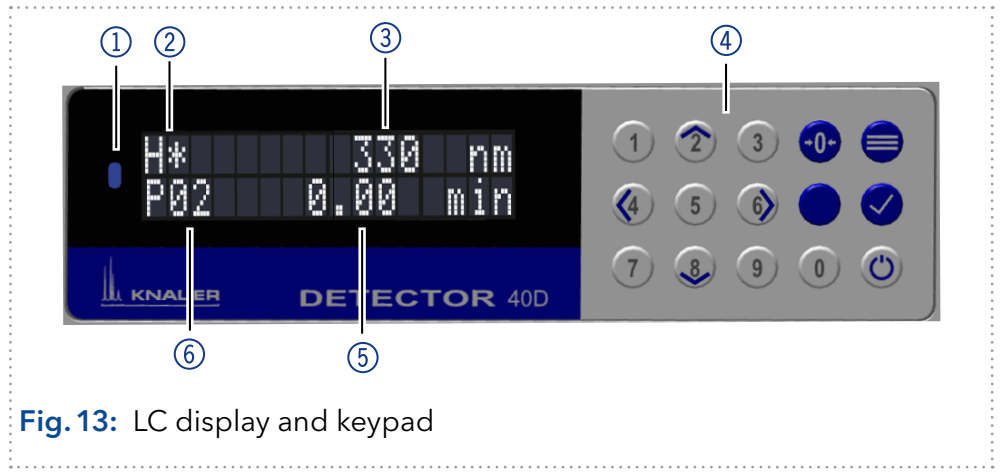 ① ② ③ ④
H* 330 nm
P02 0.00 min
KNAUER
DETECTOR 40D
1 2 3 →0←
4 5 6
7 8 9 0
⑥ ⑤
Fig. 13: LC display and keypad